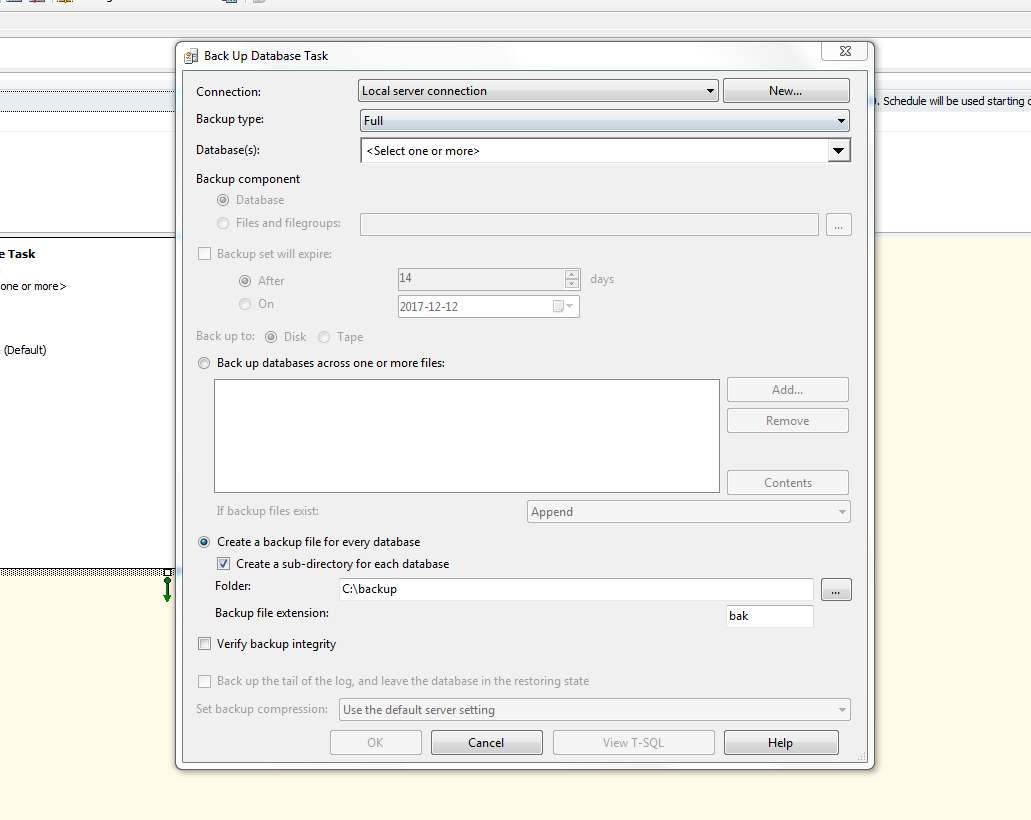 Back Up Database Task
Connection:
Local server connection
New...
. Schedule will be used starting
Backup type:
Full
Database(s):
<Select one or more>
Backup component
Database
Files and filegroups:
...
e Task
Backup set will expire:
one or more>
After
14
days
On
2017-12-12
Back up to:
Disk
Tape
(Default)
Back up databases across one or more files:
Add...
Remove
Contents
If backup files exist:
Append
Create a backup file for every database
Create a sub-directory for each database
Folder:
C:\backup
...
Backup file extension:
bak
Verify backup integrity
Back up the tail of the log, and leave the database in the restoring state
Set backup compression:
Use the default server setting
OK
Cancel
View T-SQL
Help